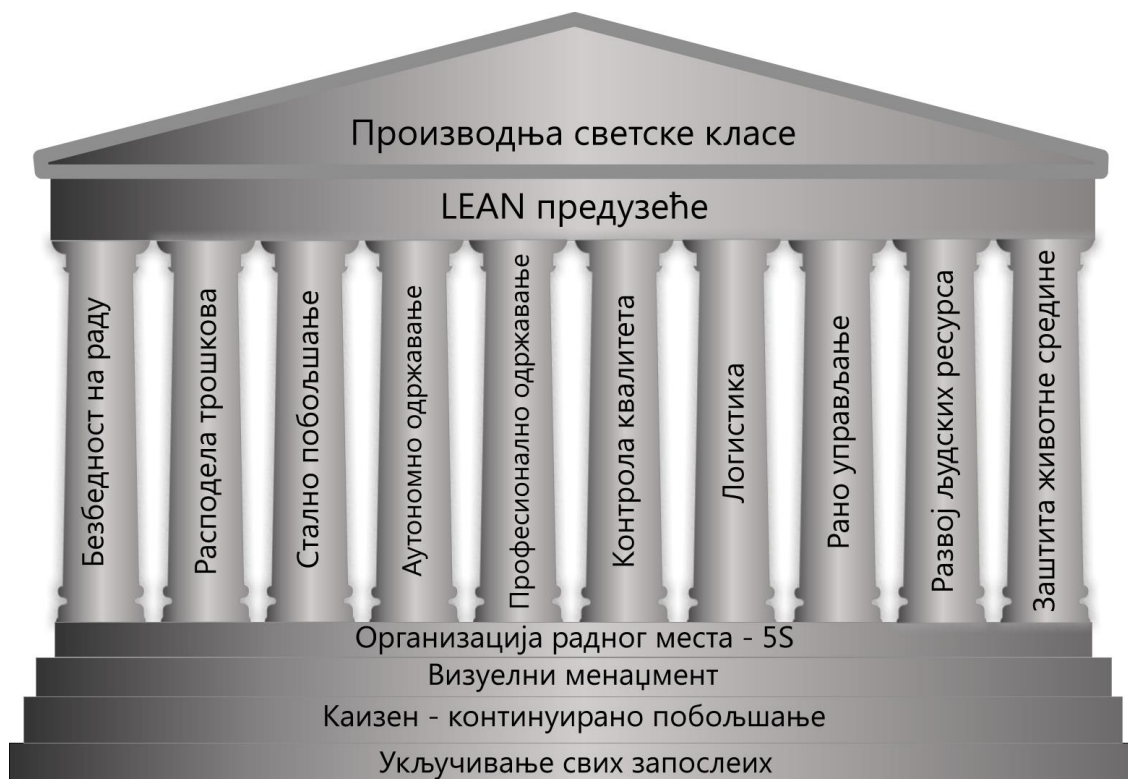 Производња светске класе
LEAN предузеће
Безбедност на раду
Расподела трошкова
Стално побољшање
Аутономно одржавање
Професионално одржавање
Контрола квалитета
Логистика
Рано управљање
Развој људских ресурса
Заштита животне средине
Организација радног места - 5S
Визуелни менаџмент
Каизен - континуирано побољшање
Укључивање свих запослеих